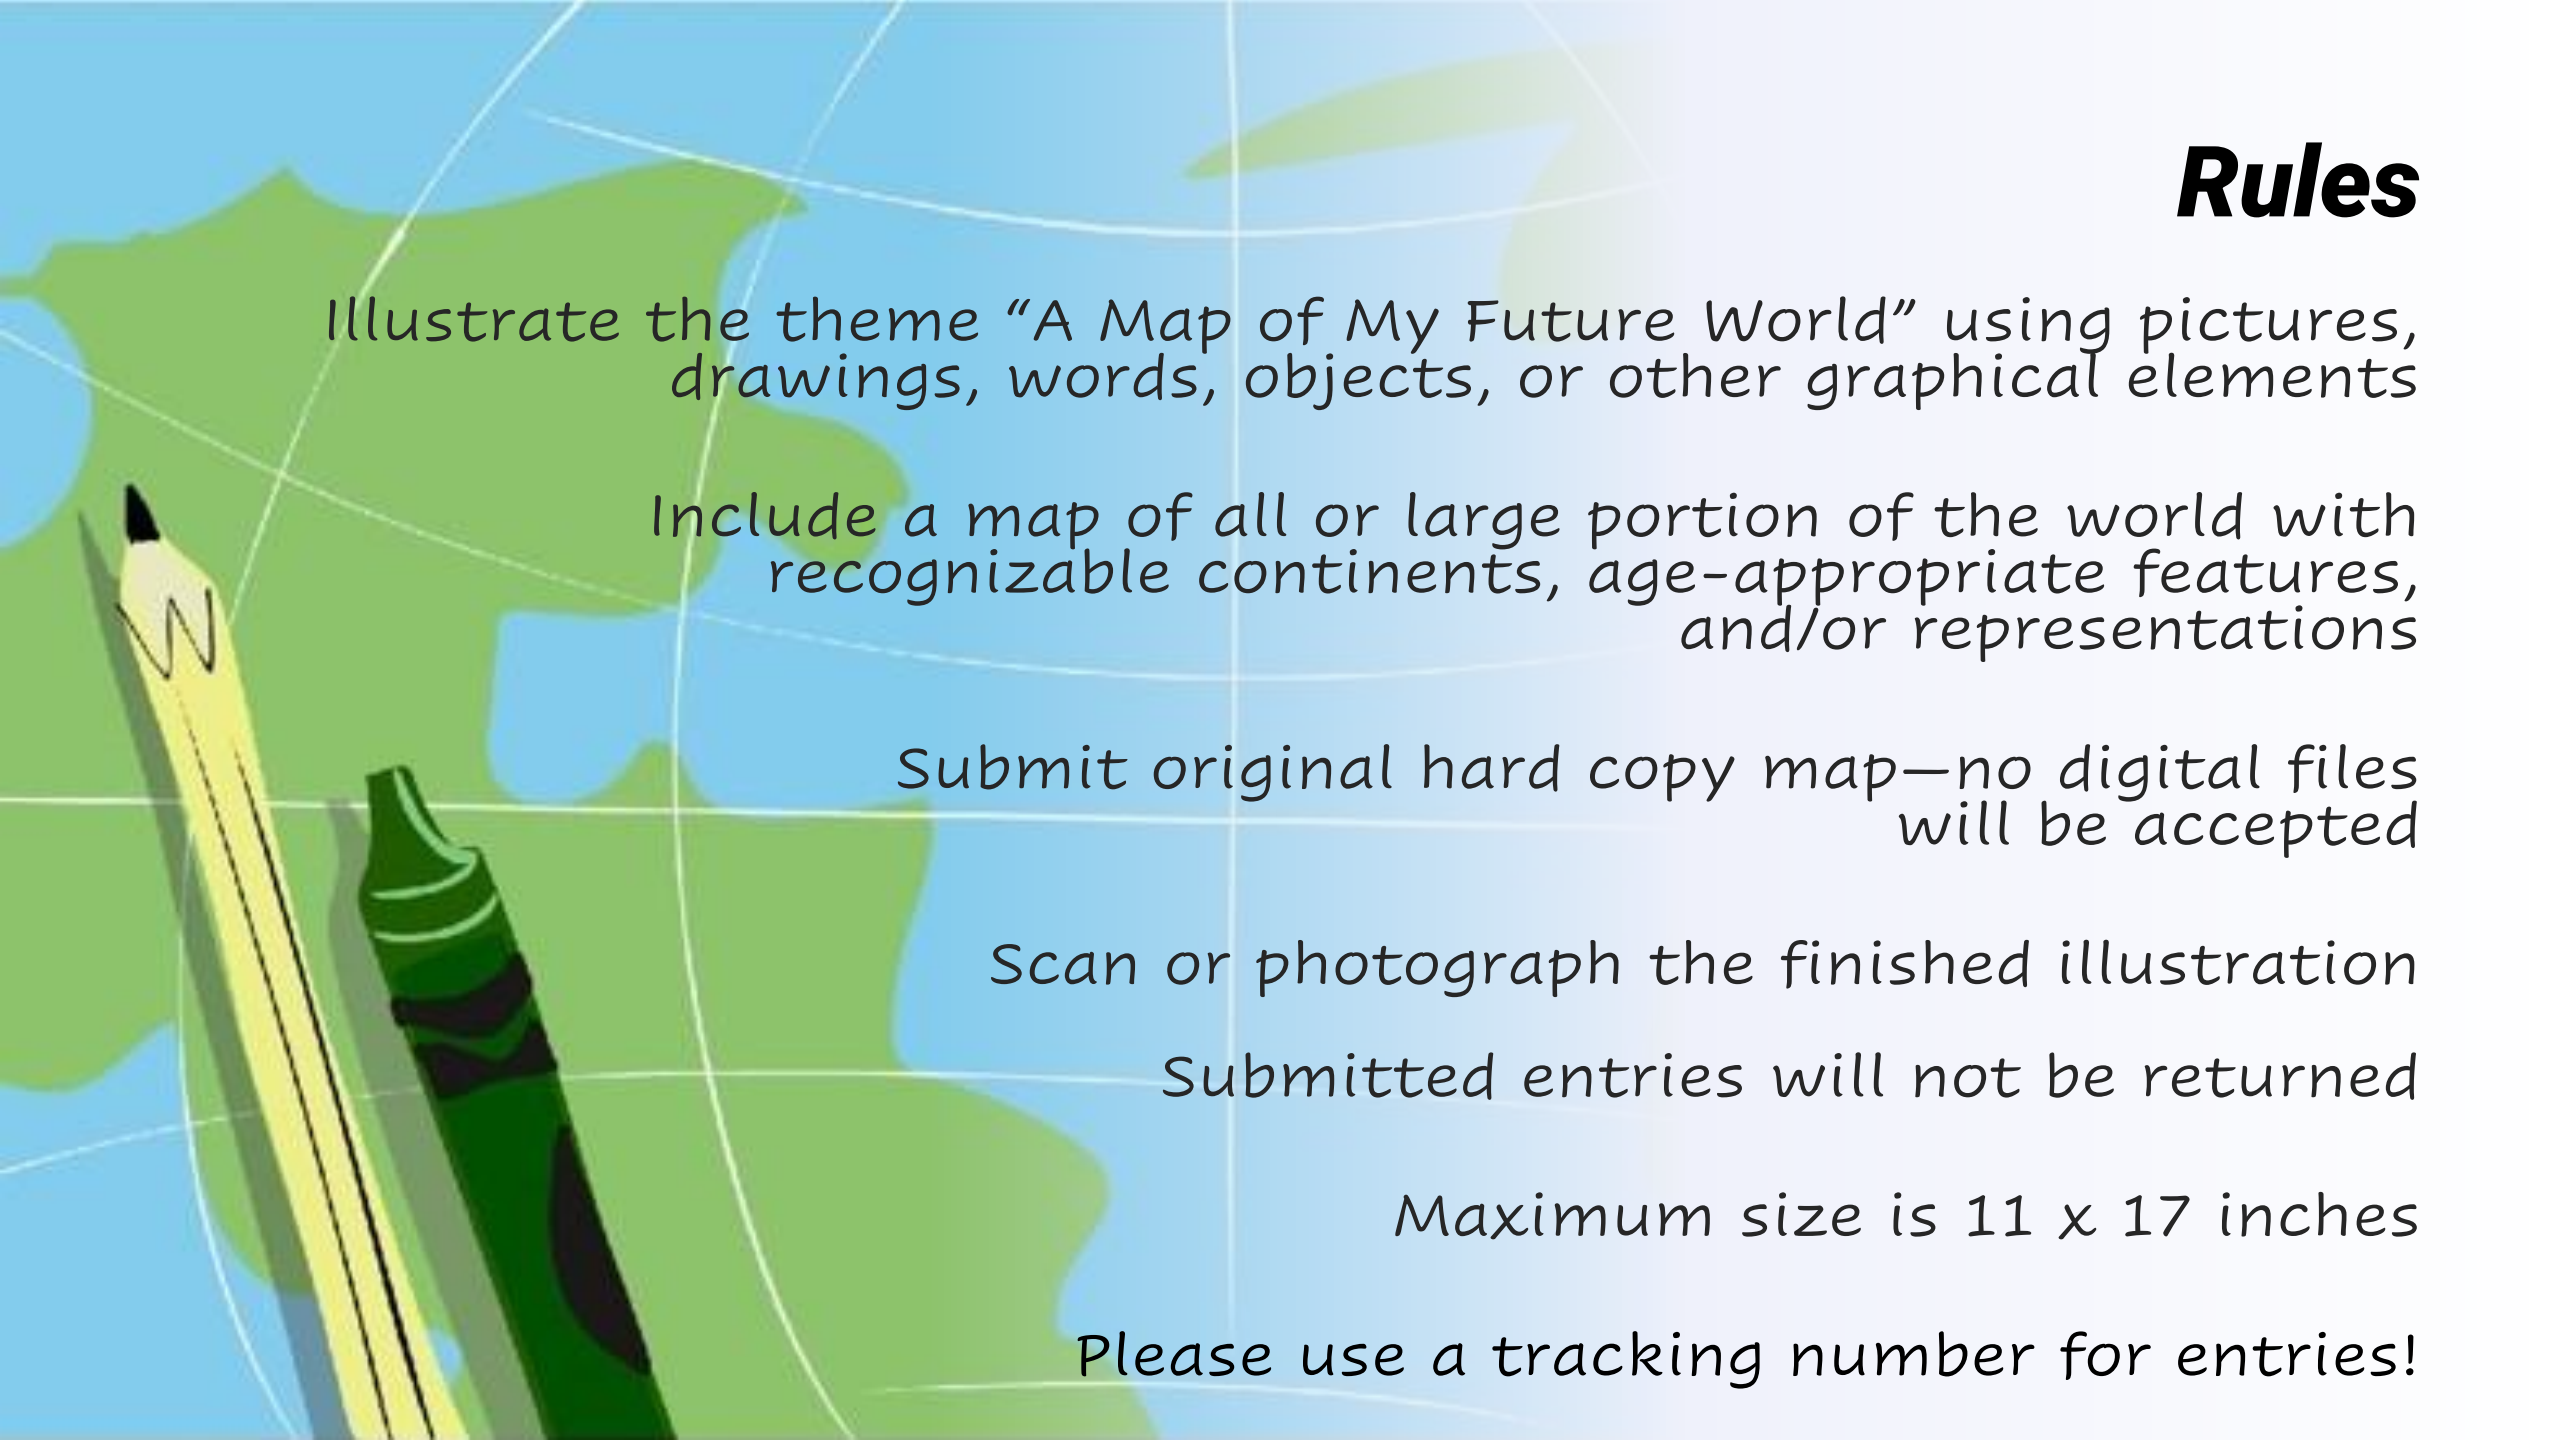 Rules
Illustrate the theme “A Map of My Future World” using pictures,
drawings, words, objects, or other graphical elements
Include a map of all or large portion of the world with
recognizable continents, age-appropriate features,
and/or representations
Submit original hard copy map—no digital files
will be accepted
Scan or photograph the finished illustration
Submitted entries will not be returned
Maximum size is 11 x 17 inches
Please use a tracking number for entries!